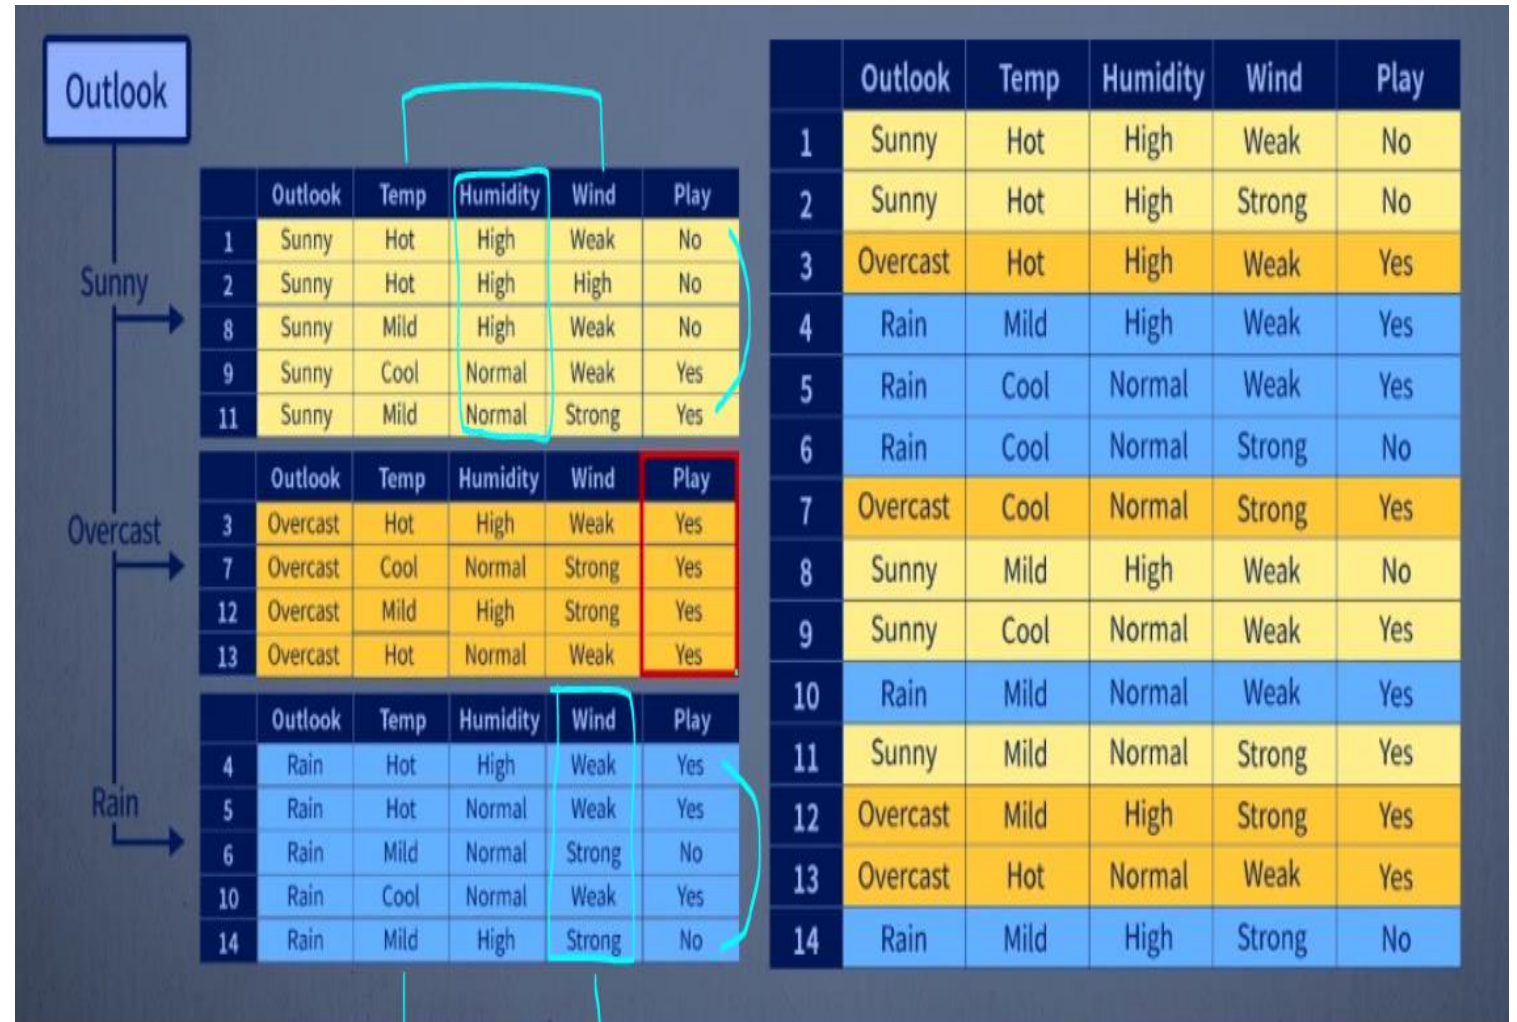 Outlook
Sunny
Overcast
Rain
Outlook Temp Humidity Wind Play
1 Sunny Hot High Weak No
2 Sunny Hot High High No
8 Sunny Mild High Weak No
9 Sunny Cool Normal Weak Yes
11 Sunny Mild Normal Strong Yes
Outlook Temp Humidity Wind Play
3 Overcast Hot High Weak Yes
7 Overcast Cool Normal Strong Yes
12 Overcast Mild High Strong Yes
13 Overcast Hot Normal Weak Yes
Outlook Temp Humidity Wind Play
4 Rain Hot High Weak Yes
5 Rain Hot Normal Weak Yes
6 Rain Mild Normal Strong No
10 Rain Cool Normal Weak Yes
14 Rain Mild High Strong No
Outlook Temp Humidity Wind Play
1 Sunny Hot High Weak No
2 Sunny Hot High Strong No
3 Overcast Hot High Weak Yes
4 Rain Mild High Weak Yes
5 Rain Cool Normal Weak Yes
6 Rain Cool Normal Strong No
7 Overcast Cool Normal Strong Yes
8 Sunny Mild High Weak No
9 Sunny Cool Normal Weak Yes
10 Rain Mild Normal Weak Yes
11 Sunny Mild Normal Strong Yes
12 Overcast Mild High Strong Yes
13 Overcast Hot Normal Weak Yes
14 Rain Mild High Strong No